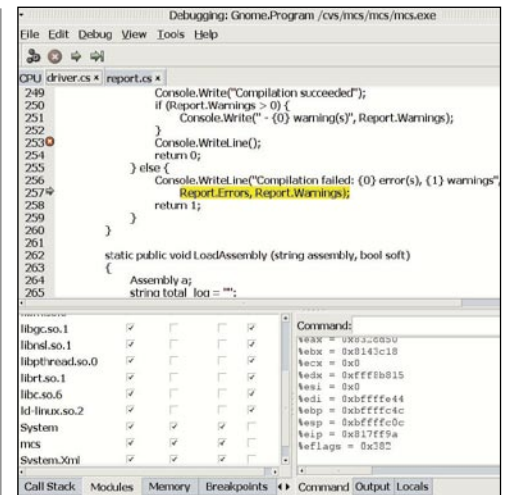 Debugging: Gnome.Program /cvs/mcs/mcs/mcs.exe
File Edit Debug View Tools Help
CPU driver.cs × report.cs ×
249 Console.Write("Compilation succeeded");
250 if (Report.Warnings > 0) {
251 Console.Write(" - {0} warning(s)", Report.Warnings);
252 }
253 Console.WriteLine();
254 return 0;
255 } else {
256 Console.WriteLine("Compilation failed: {0} error(s), {1} warnings",
257 Report.Errors, Report.Warnings);
258 return 1;
259 }
260 }
261
262 static public void LoadAssembly (string assembly, bool soft)
263 {
264 Assembly a;
265 string total_log = "";
libgc.so.1
libnsl.so.1
libpthread.so.0
librt.so.1
libc.so.6
ld-linux.so.2
System
mcs
System.Xml
Command:
%ebx = 0x8143c18
%ecx = 0x0
%edx = 0xfff8b815
%esi = 0x0
%edi = 0xbffffe44
%ebp = 0xbffffc4c
%esp = 0xbffffc0c
%eip = 0x817ff9a
%eflags = 0x382
Call Stack Modules Memory Breakpoints Command Output Locals